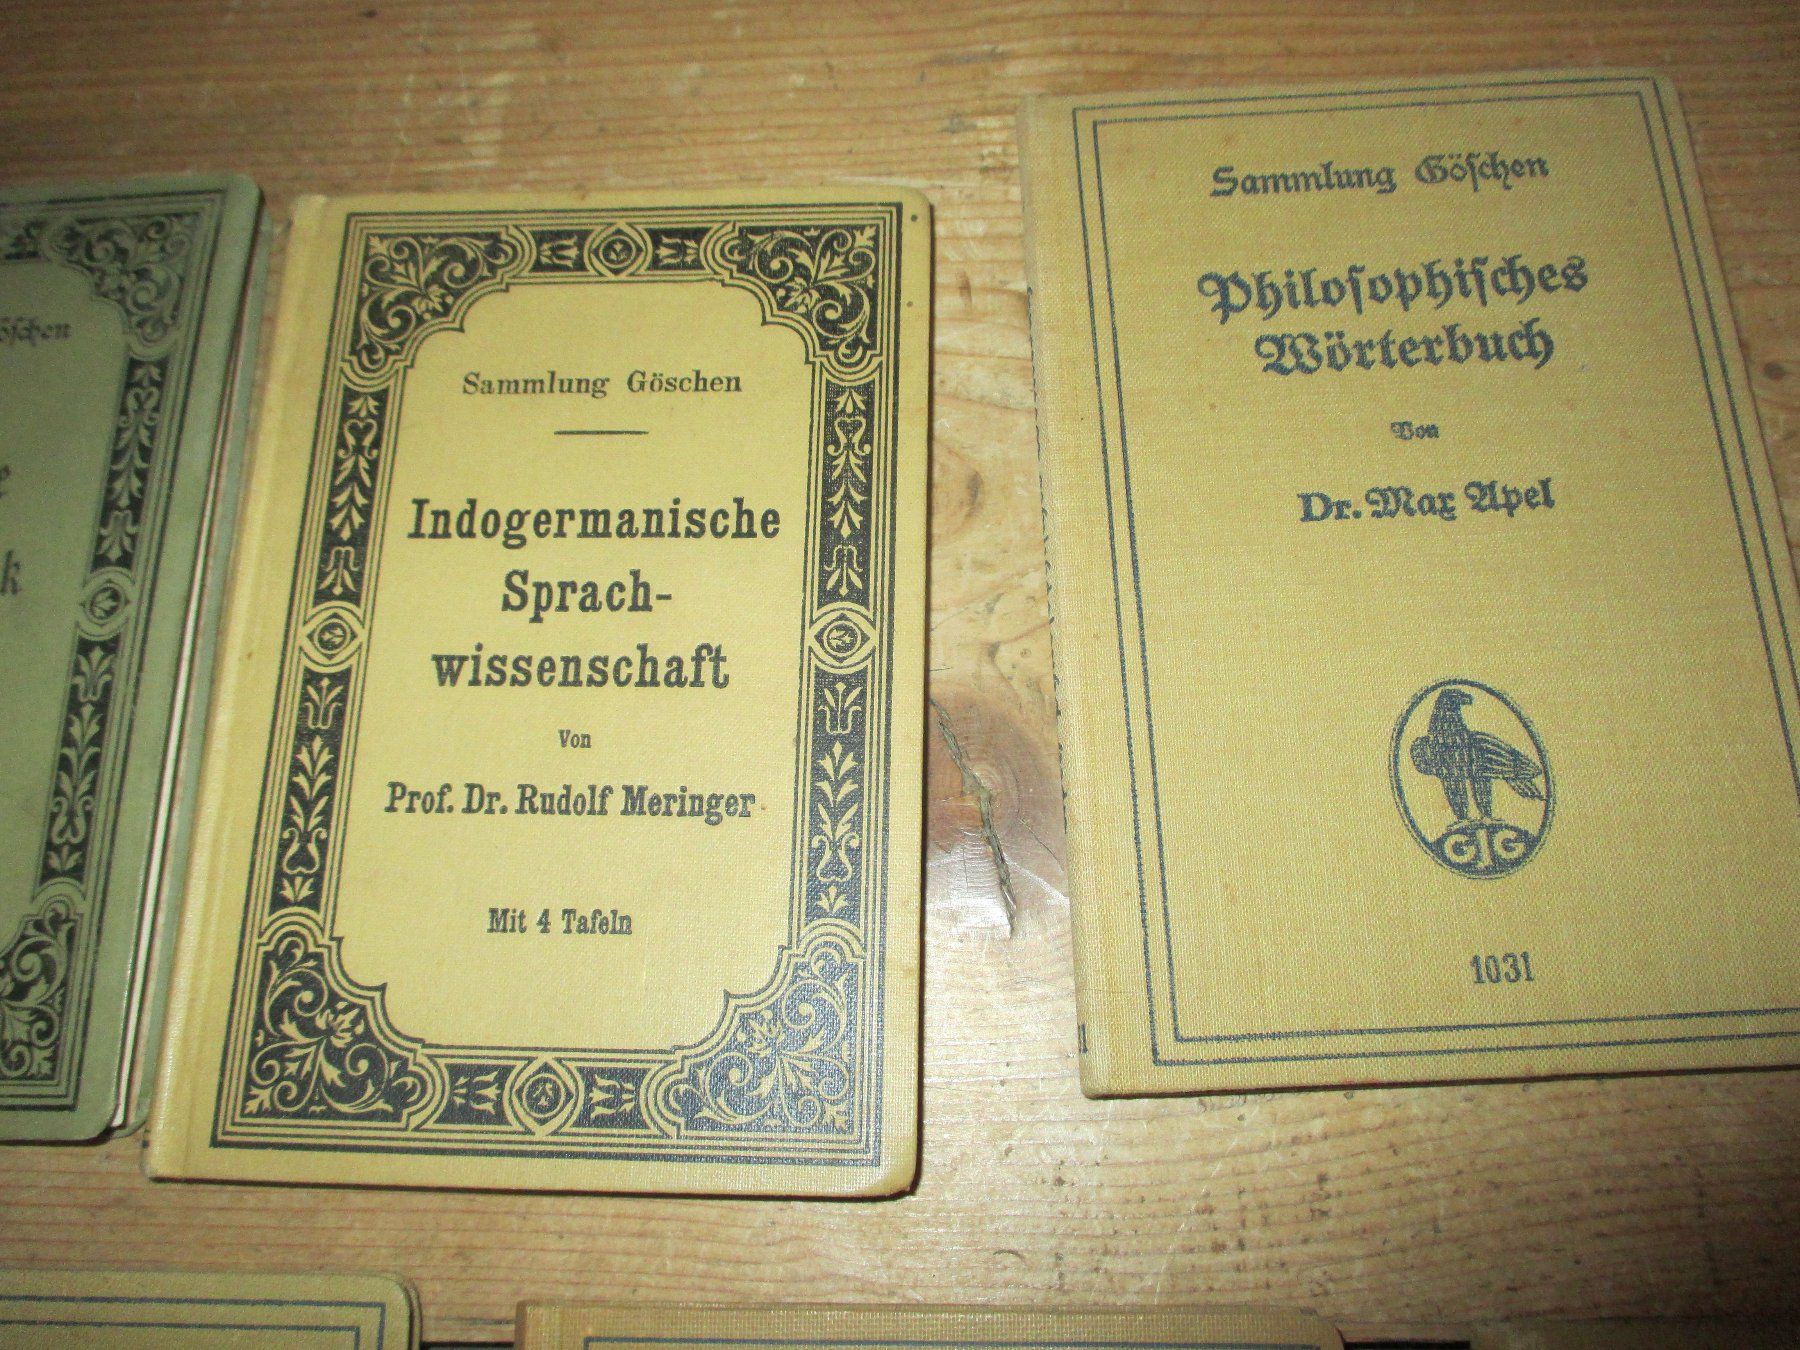 öschen
k
Sammlung Göschen
Indogermanische
Sprach-
wissenschaft
Von
Prof. Dr. Rudolf Meringer
Mit 4 Tafeln
Sammlung Göschen
Philosophisches
Wörterbuch
Von
Dr. Max Apel
GJG
1031